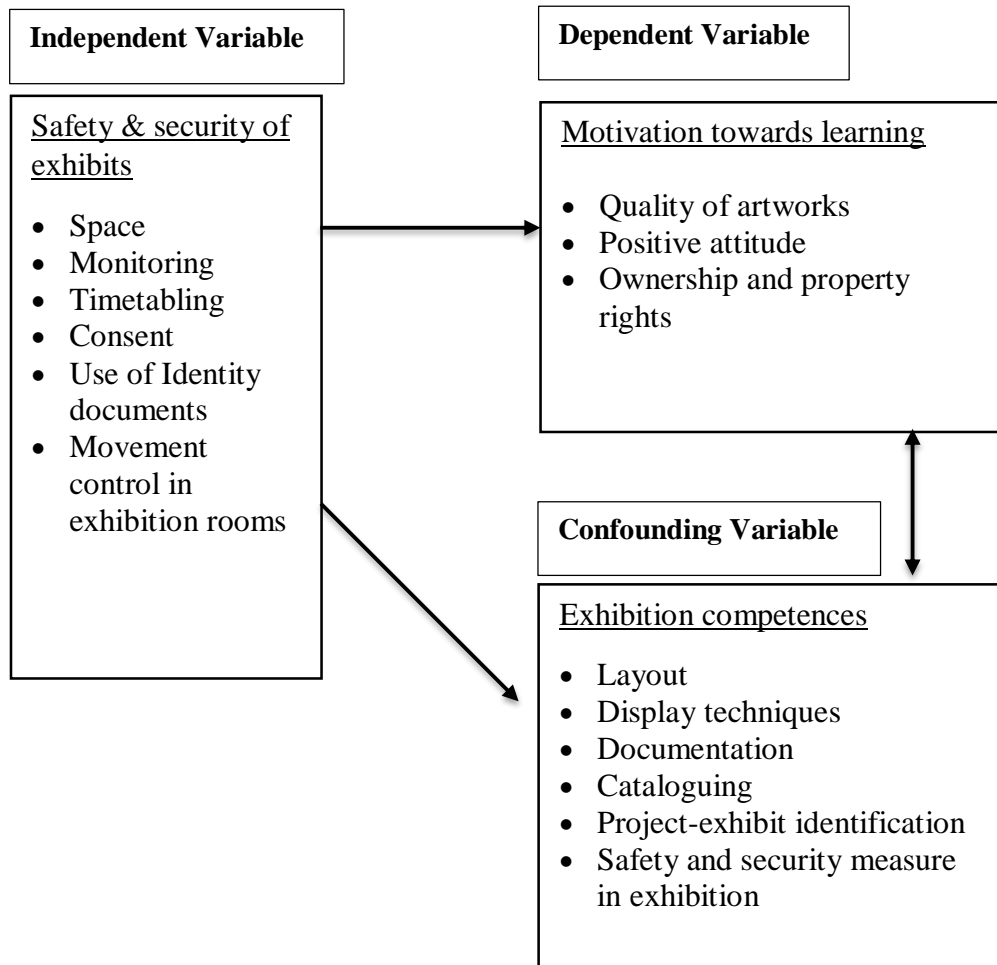 Independent Variable
Safety & security of
exhibits
• Space
• Monitoring
• Timetabling
• Consent
• Use of Identity
documents
• Movement
control in
exhibition rooms
Dependent Variable
Motivation towards learning
• Quality of artworks
• Positive attitude
• Ownership and property
rights
Confounding Variable
Exhibition competences
• Layout
• Display techniques
• Documentation
• Cataloguing
• Project-exhibit identification
• Safety and security measure
in exhibition